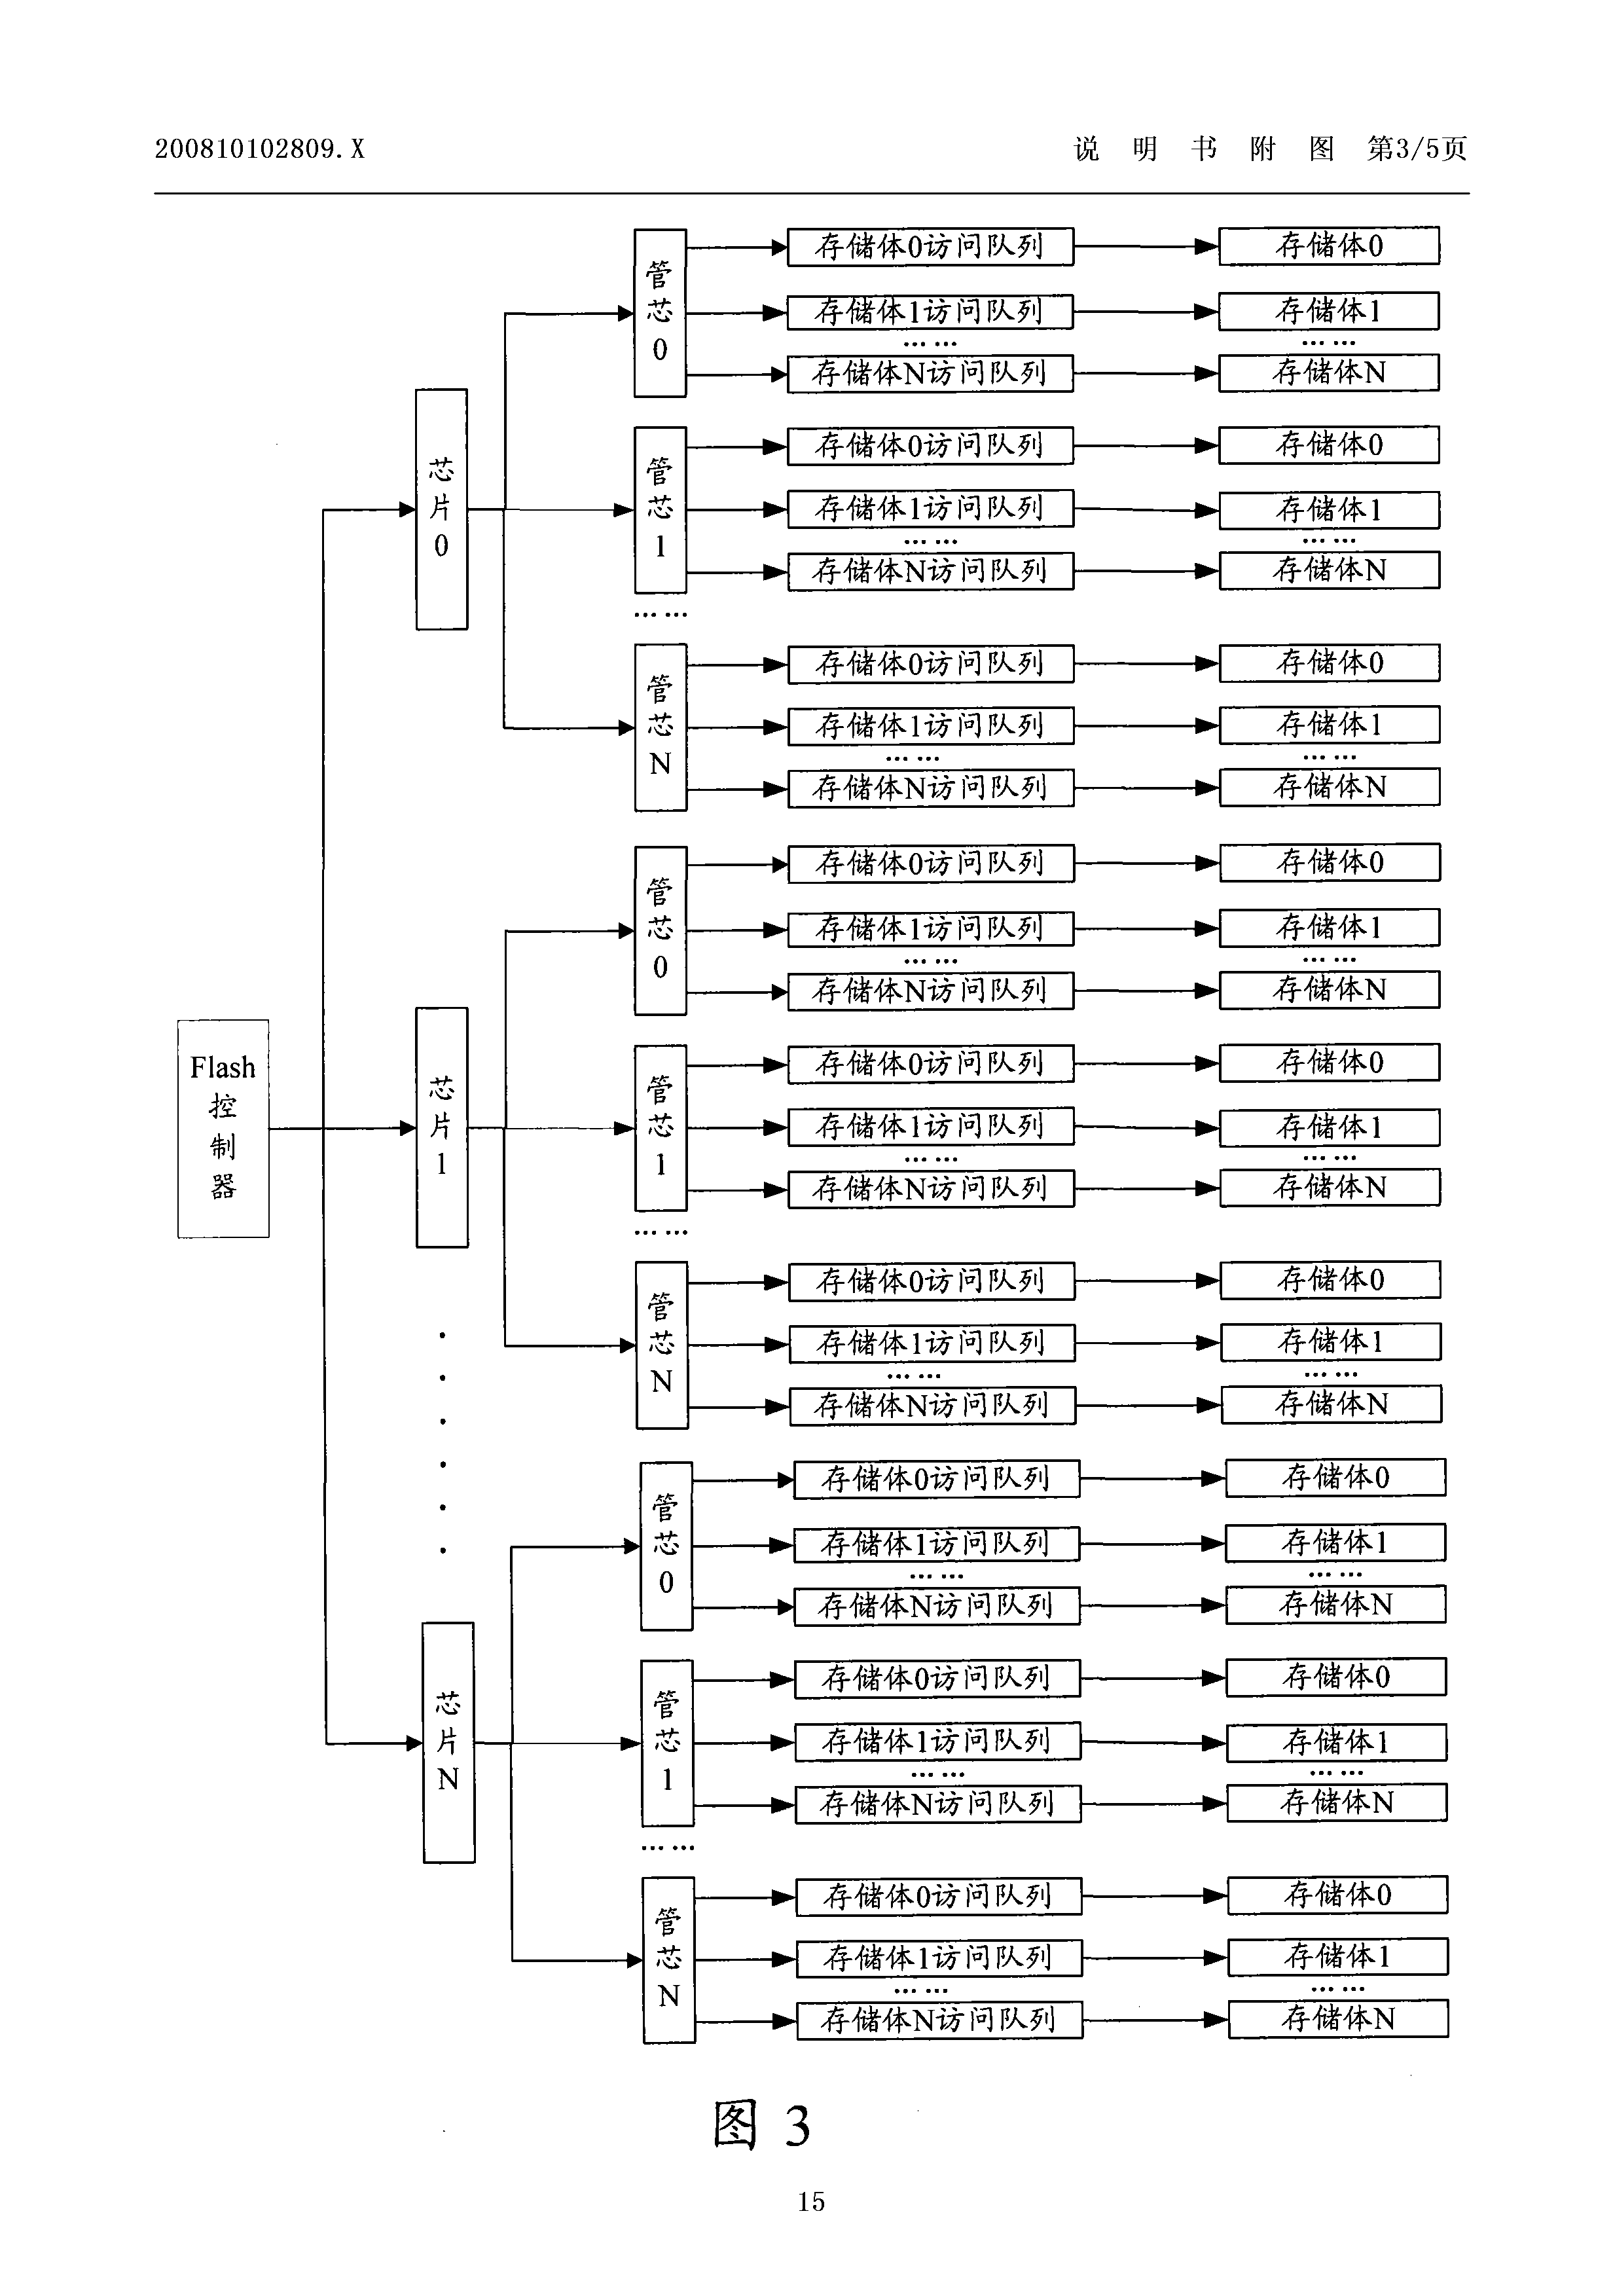 200810102809.X
说 明 书 附 图 第3/5页
Flash
控
制
器
芯
片
0
管
芯
0
存储体0访问队列
存储体0
存储体1访问队列
存储体1
…… ……
存储体N访问队列
存储体N
管
芯
1
存储体0访问队列
存储体0
存储体1访问队列
存储体1
…… ……
存储体N访问队列
存储体N
……
管
芯
N
存储体0访问队列
存储体0
存储体1访问队列
存储体1
…… ……
存储体N访问队列
存储体N
芯
片
1
管
芯
0
存储体0访问队列
存储体0
存储体1访问队列
存储体1
…… ……
存储体N访问队列
存储体N
管
芯
1
存储体0访问队列
存储体0
存储体1访问队列
存储体1
…… ……
存储体N访问队列
存储体N
……
管
芯
N
存储体0访问队列
存储体0
存储体1访问队列
存储体1
…… ……
存储体N访问队列
存储体N
芯
片
N
管
芯
0
存储体0访问队列
存储体0
存储体1访问队列
存储体1
…… ……
存储体N访问队列
存储体N
管
芯
1
存储体0访问队列
存储体0
存储体1访问队列
存储体1
…… ……
存储体N访问队列
存储体N
……
管
芯
N
存储体0访问队列
存储体0
存储体1访问队列
存储体1
…… ……
存储体N访问队列
存储体N
图 3
15